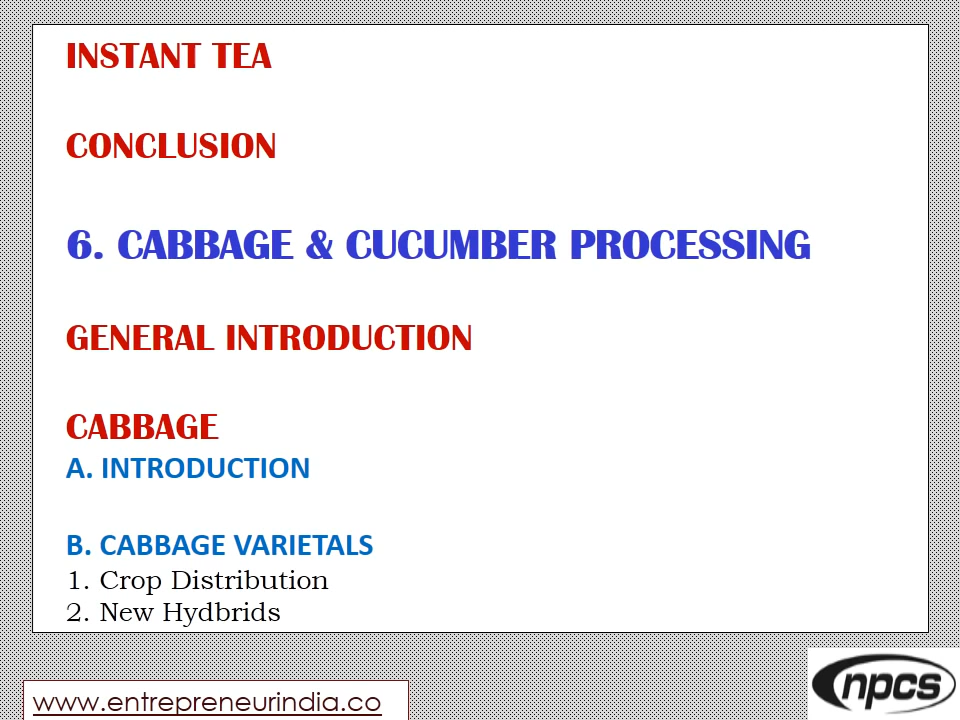 INSTANT TEA
CONCLUSION
6. CABBAGE & CUCUMBER PROCESSING
GENERAL INTRODUCTION
CABBAGE
A. INTRODUCTION
B. CABBAGE VARIETALS
1. Crop Distribution
2. New Hydbrids
www.entrepreneurindia.co
npcs